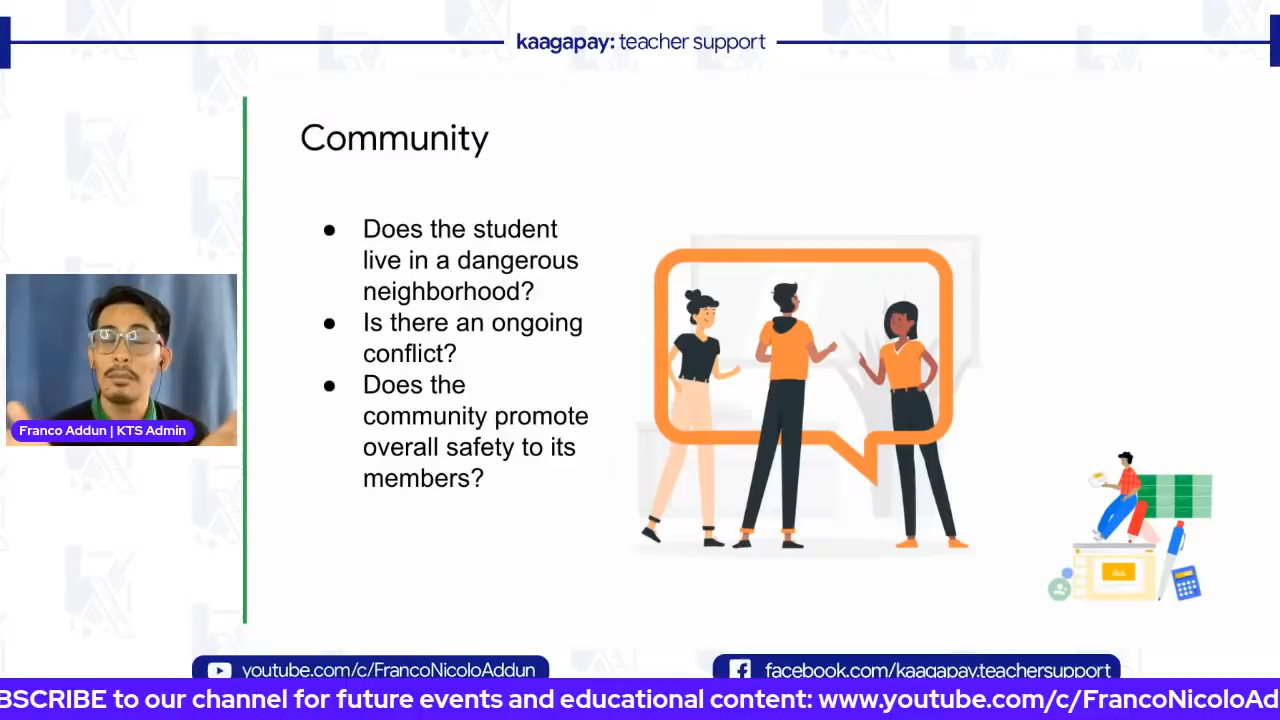 kaagapay: teacher support
Community
● Does the student
live in a dangerous
neighborhood?
● Is there an ongoing
conflict?
● Does the
community promote
overall safety to its
members?
Franco Addun | KTS Admin
youtube.com/c/FrancoNicoloAddun
facebook.com/kaagapay.teachersupport
BSCRIBE to our channel for future events and educational content: www.youtube.com/c/FrancoNicoloAd